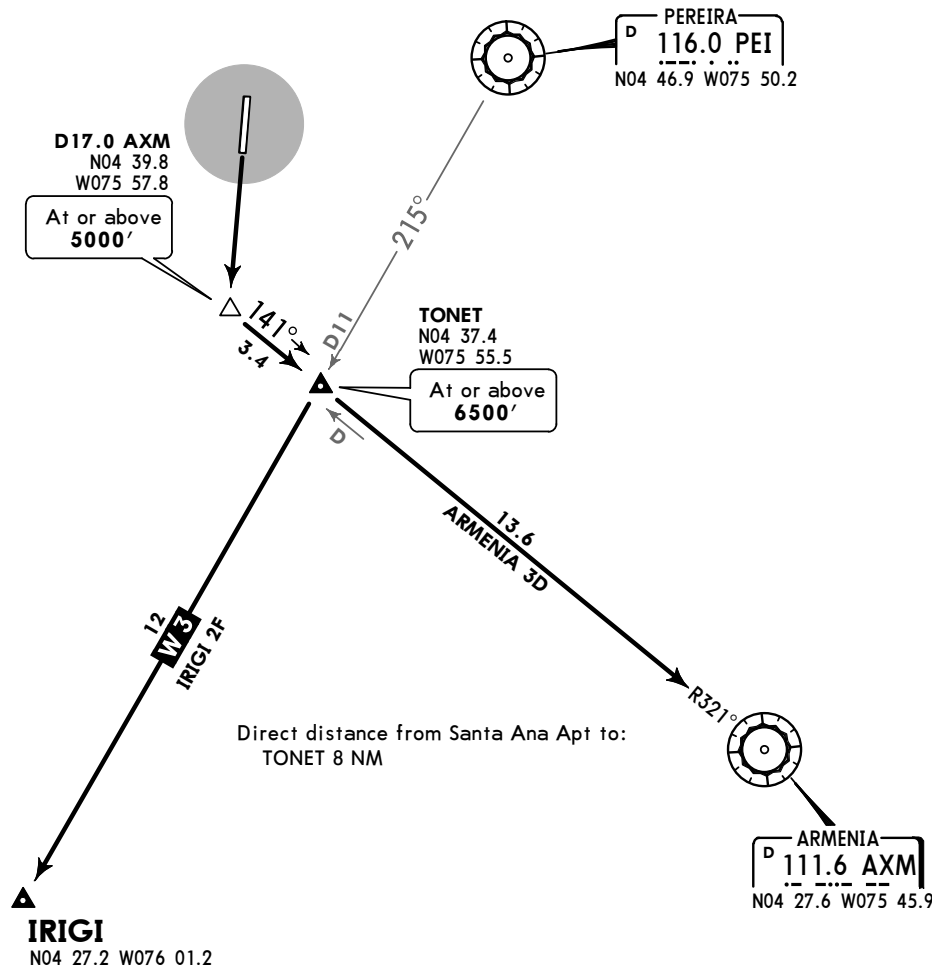 PEREIRA
D 116.0 PEI
N04 46.9 W075 50.2
D17.0 AXM
N04 39.8
W075 57.8
At or above
5000′
215°
D11
141°
3.4
TONET
N04 37.4
W075 55.5
At or above
6500′
D
13.6
ARMENIA 3D
12
W3
IRIGI 2F
R321°
Direct distance from Santa Ana Apt to:
TONET 8 NM
ARMENIA
D 111.6 AXM
N04 27.6 W075 45.9
IRIGI
N04 27.2 W076 01.2